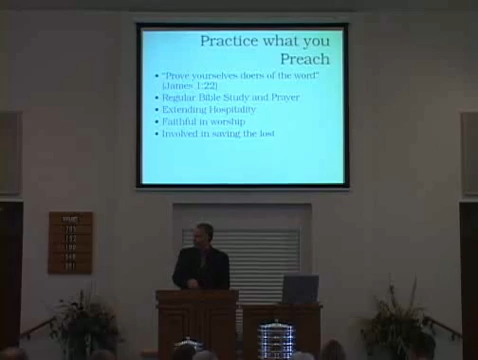 Practice what you
Preach
• "Prove yourselves doers of the word"
(James 1:22)
• Regular Bible Study and Prayer
• Extending Hospitality
• Faithful in worship
• Involved in saving the lost